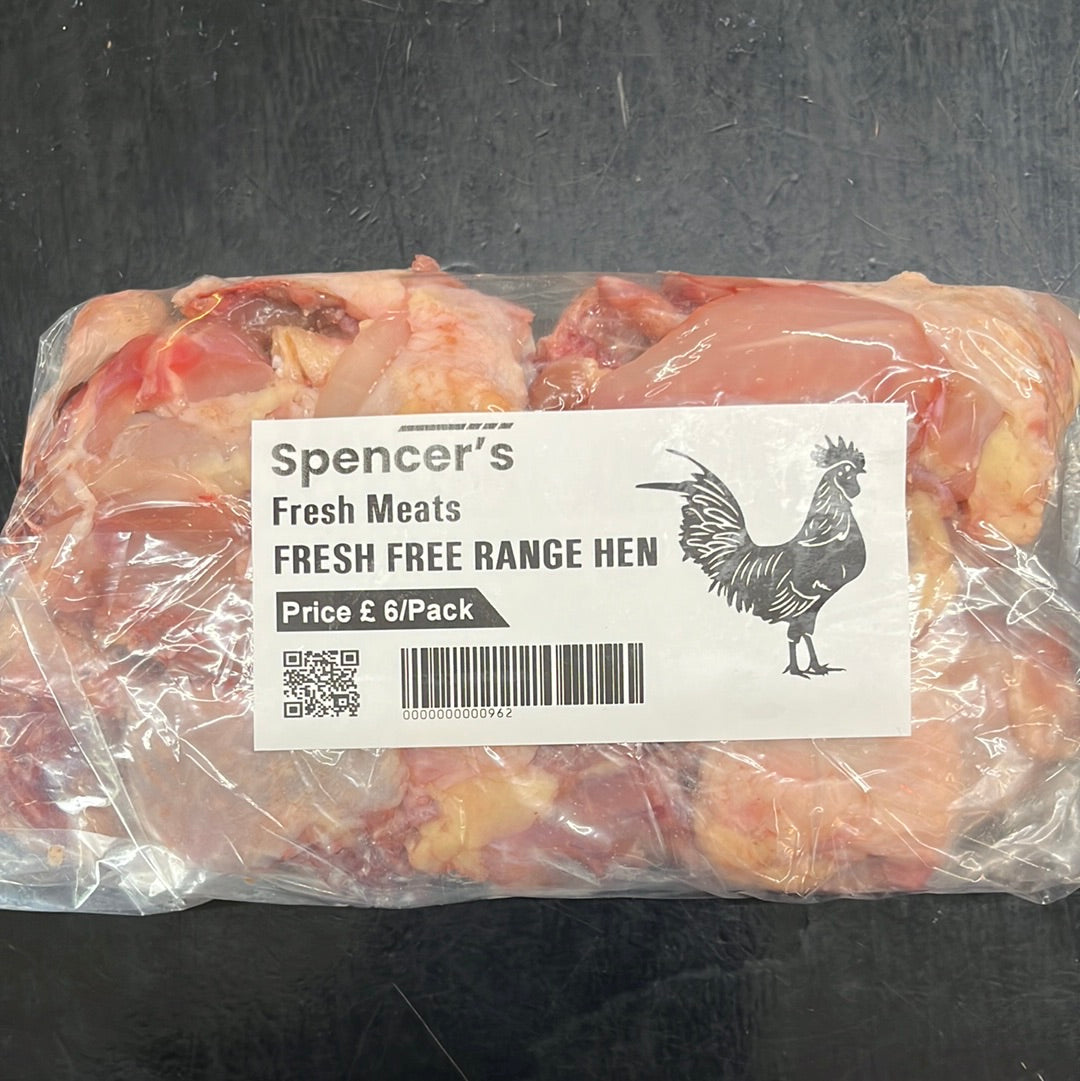 Spencer's
Fresh Meats
FRESH FREE RANGE HEN
Price £ 6/Pack
0000000000962